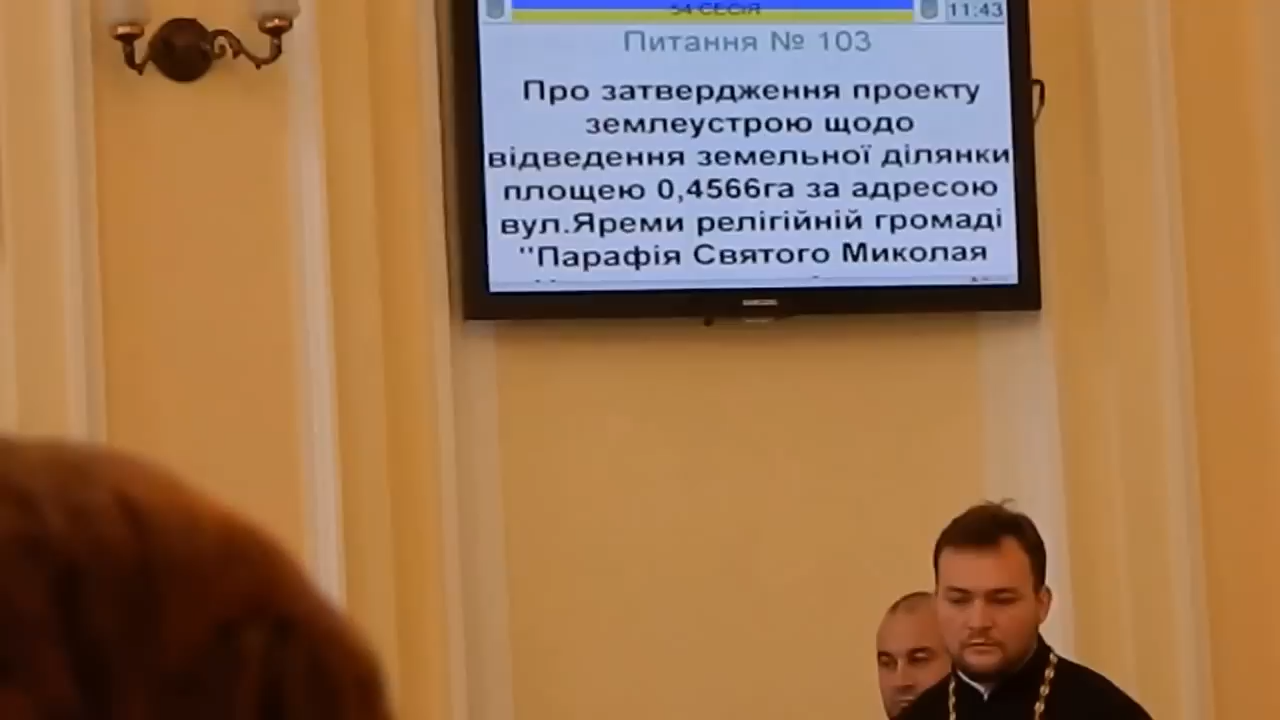 54 СЕСІЯ
11:43
Питання № 103
Про затвердження проекту
землеустрою щодо
відведення земельної ділянки
площею 0,4566га за адресою
вул.Яреми релігійній громаді
"Парафія Святого Миколая
SAMSUNG